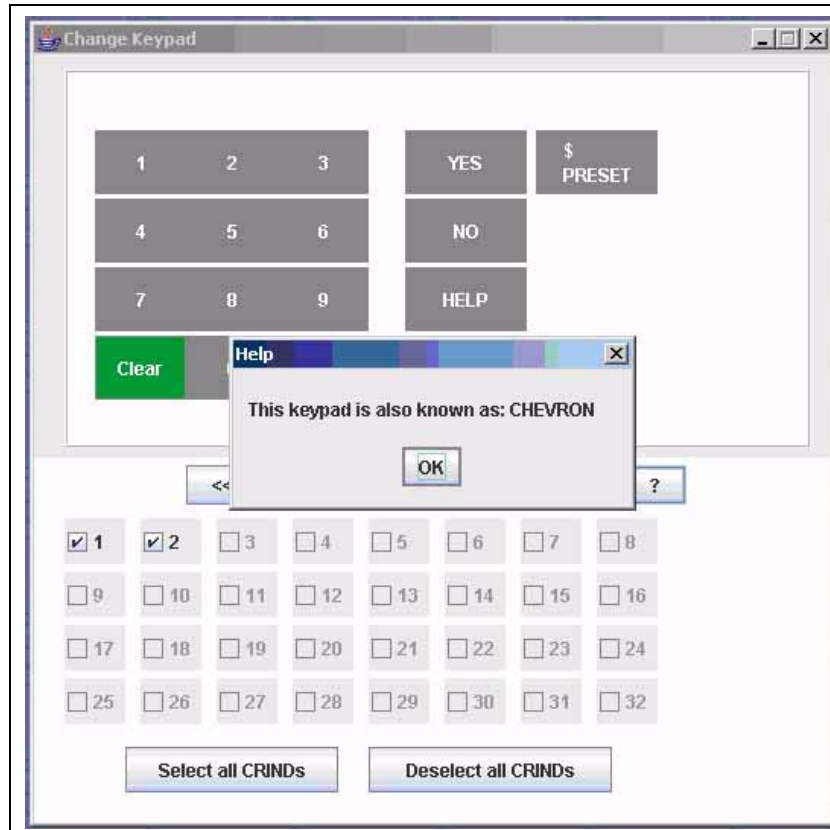 Change Keypad
1 2 3 YES $ PRESET
4 5 6 NO
7 8 9 HELP
Clear
Help
This keypad is also known as: CHEVRON
OK
<< ?
1 2 3 4 5 6 7 8
9 10 11 12 13 14 15 16
17 18 19 20 21 22 23 24
25 26 27 28 29 30 31 32
Select all CRINDs Deselect all CRINDs